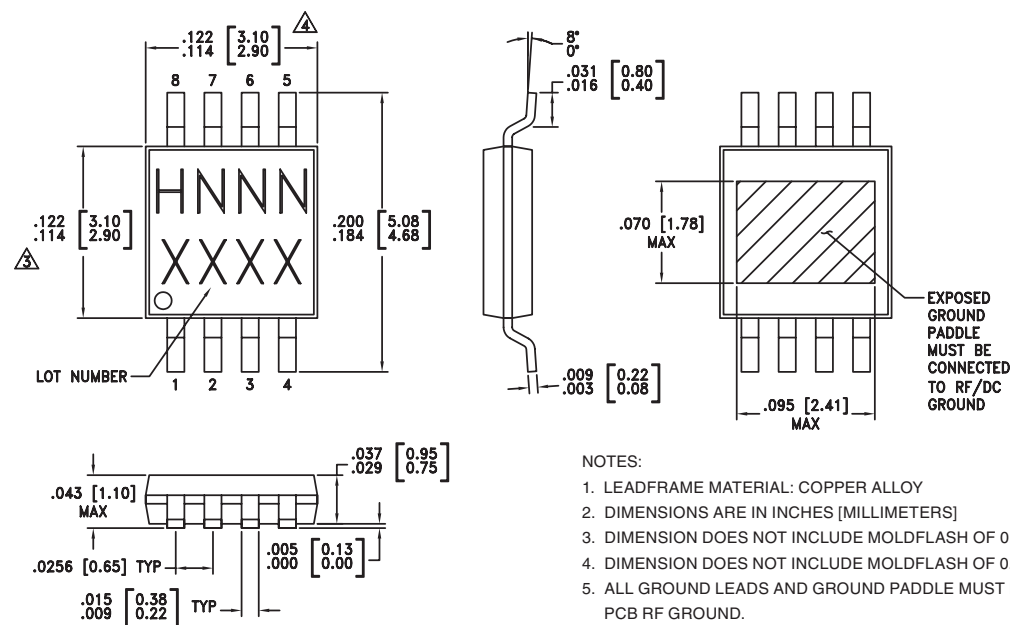 .122 [3.10]
.114 [2.90]
4
8 7 6 5
HNNN
XXXX
.122 [3.10]
.114 [2.90]
3
.200 [5.08]
.184 [4.68]
LOT NUMBER
1 2 3 4
8°
0°
.031 [0.80]
.016 [0.40]
.009 [0.22]
.003 [0.08]
.070 [1.78]
MAX
EXPOSED
GROUND
PADDLE
MUST BE
CONNECTED
TO RF/DC
GROUND
.095 [2.41]
MAX
.037 [0.95]
.029 [0.75]
.043 [1.10]
MAX
.005 [0.13]
.000 [0.00]
.0256 [0.65] TYP
.015 [0.38]
.009 [0.22]
TYP
NOTES:
1. LEADFRAME MATERIAL: COPPER ALLOY
2. DIMENSIONS ARE IN INCHES [MILLIMETERS]
3. DIMENSION DOES NOT INCLUDE MOLDFLASH OF 0
4. DIMENSION DOES NOT INCLUDE MOLDFLASH OF 0
5. ALL GROUND LEADS AND GROUND PADDLE MUST
PCB RF GROUND.